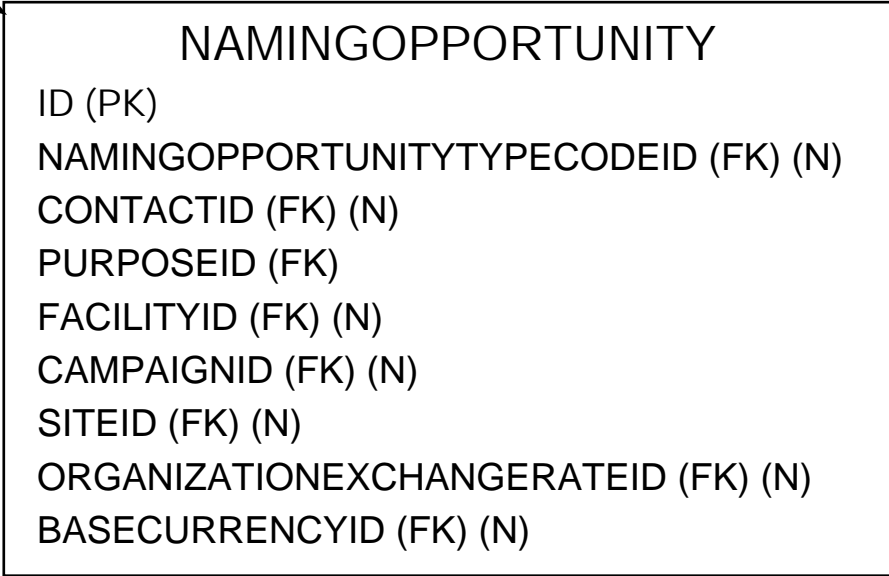 NAMINGOPPORTUNITY
ID (PK)
NAMINGOPPORTUNITYTYPECODEID (FK) (N)
CONTACTID (FK) (N)
PURPOSEID (FK)
FACILITYID (FK) (N)
CAMPAIGNID (FK) (N)
SITEID (FK) (N)
ORGANIZATIONEXCHANGERATEID (FK) (N)
BASECURRENCYID (FK) (N)